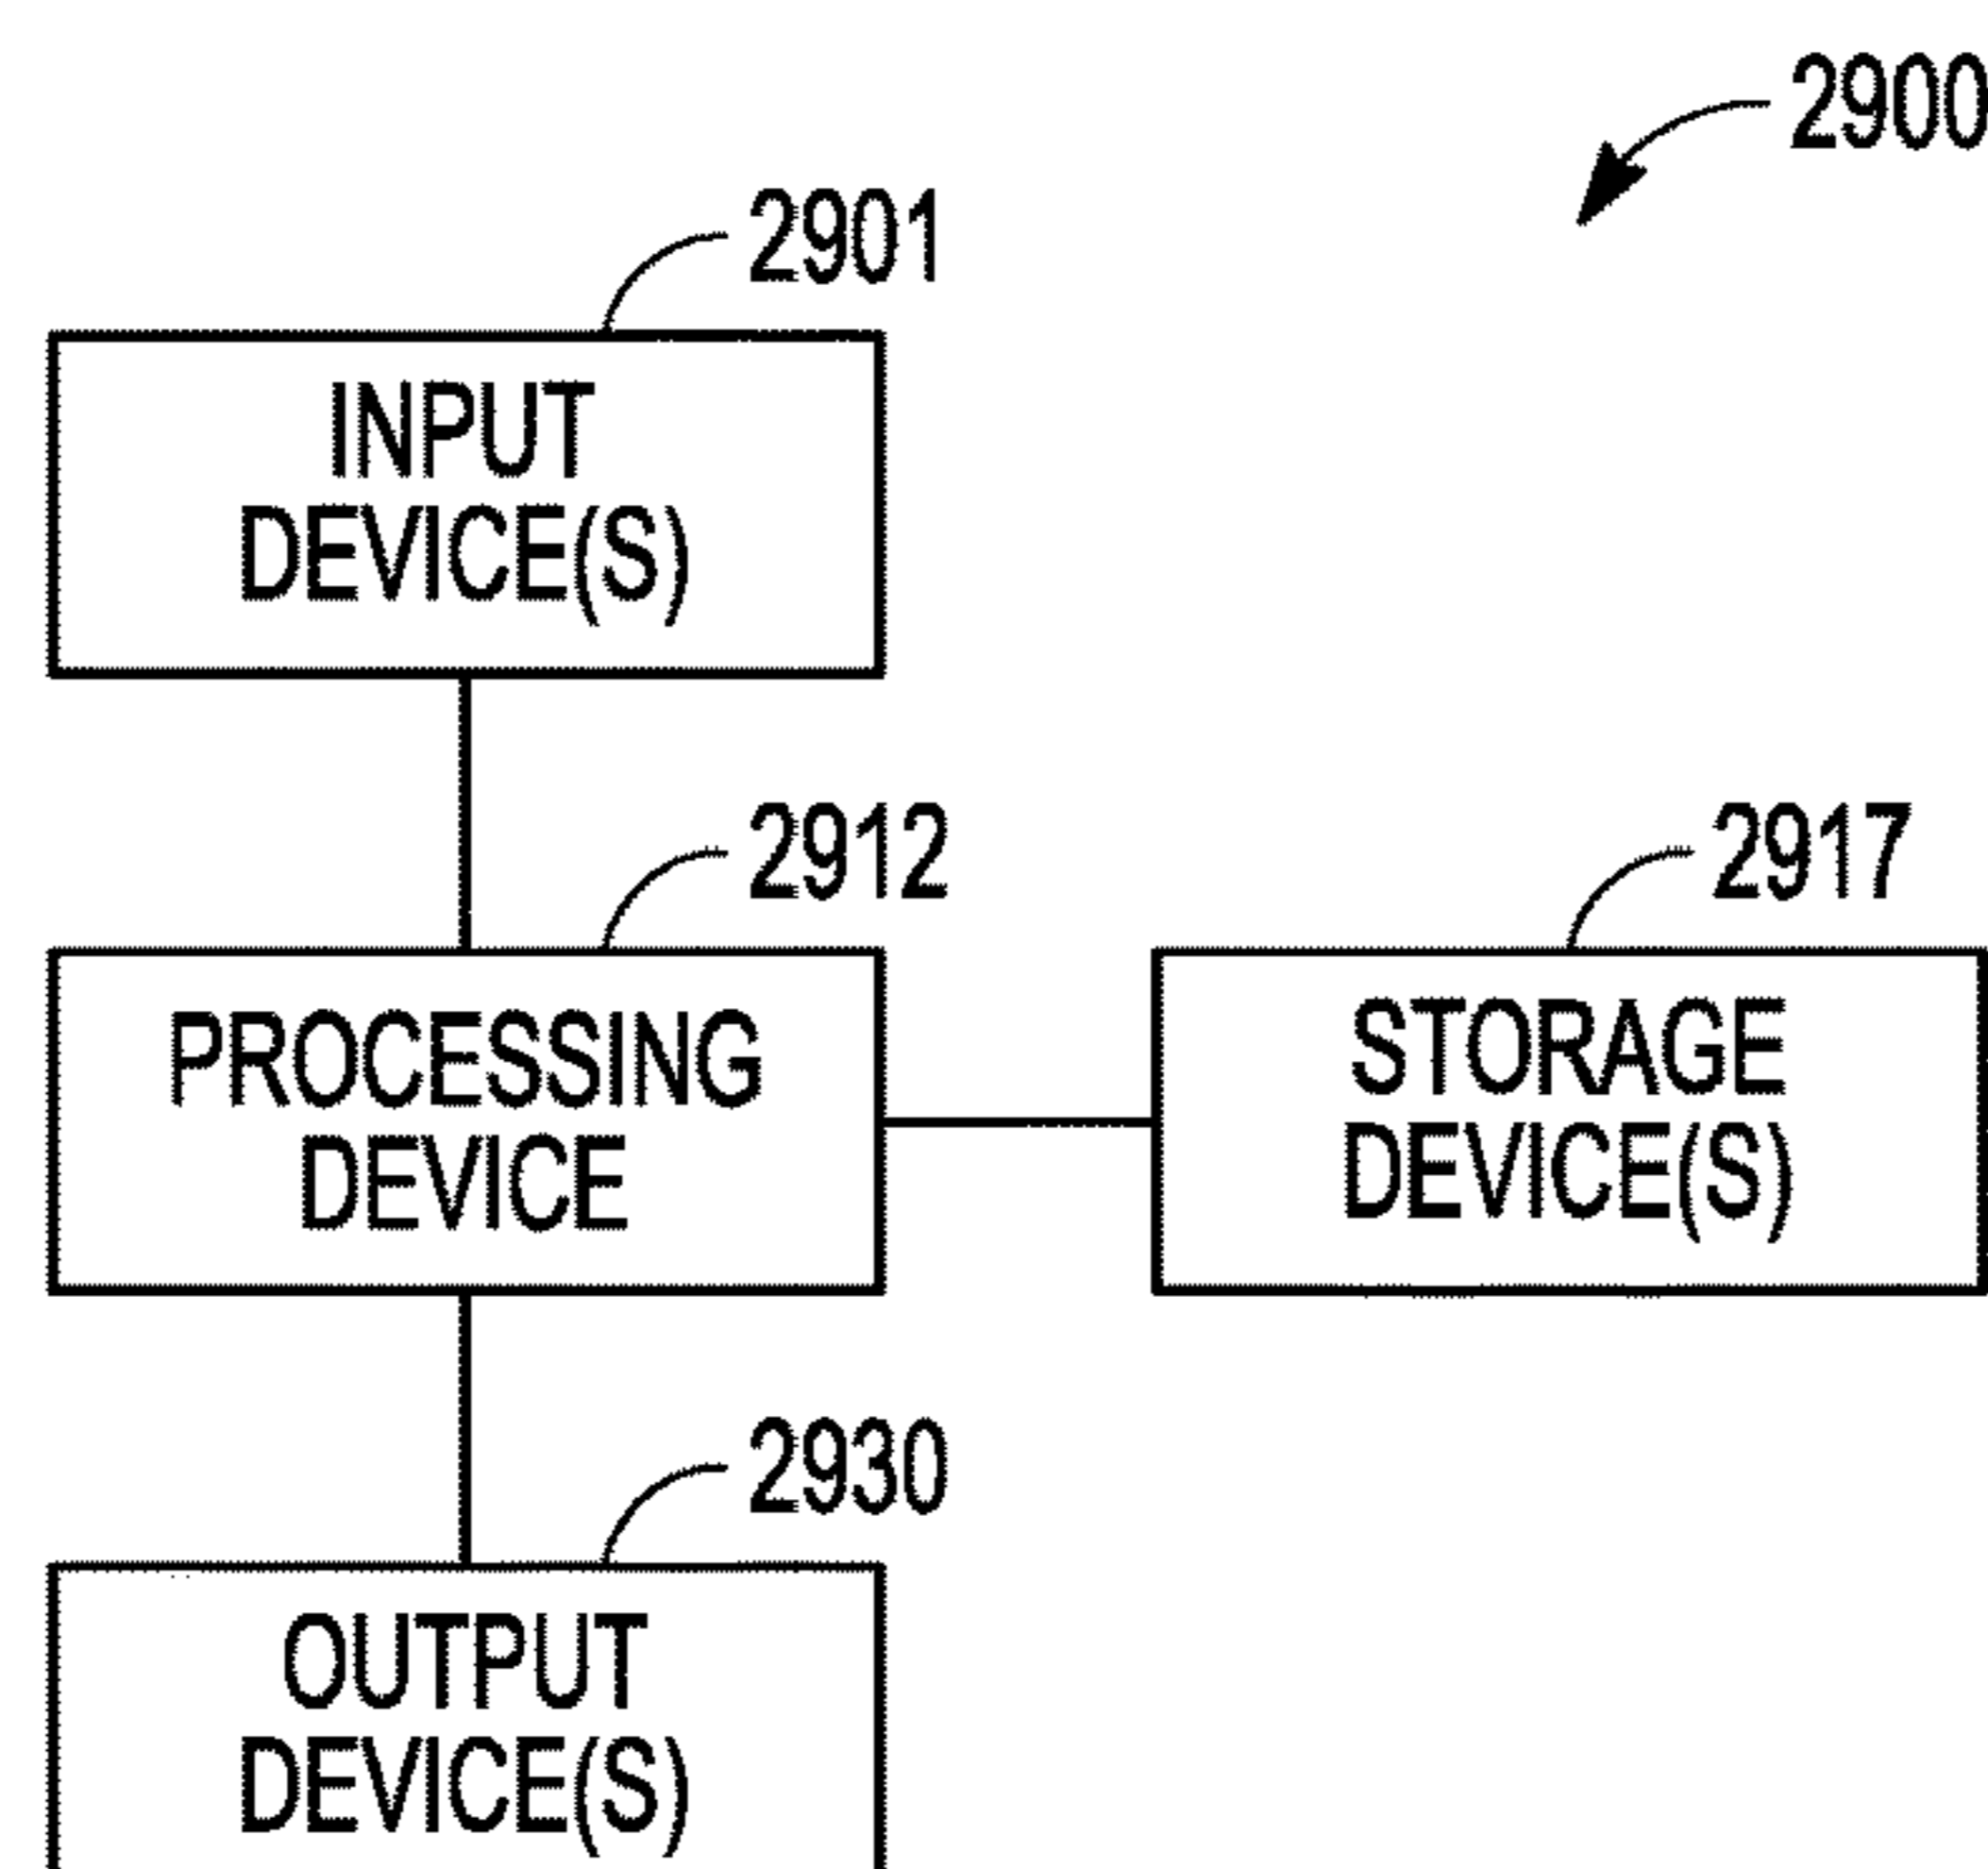 2900
2901
INPUT
DEVICE(S)
2912
PROCESSING
DEVICE
2917
STORAGE
DEVICE(S)
2930
OUTPUT
DEVICE(S)